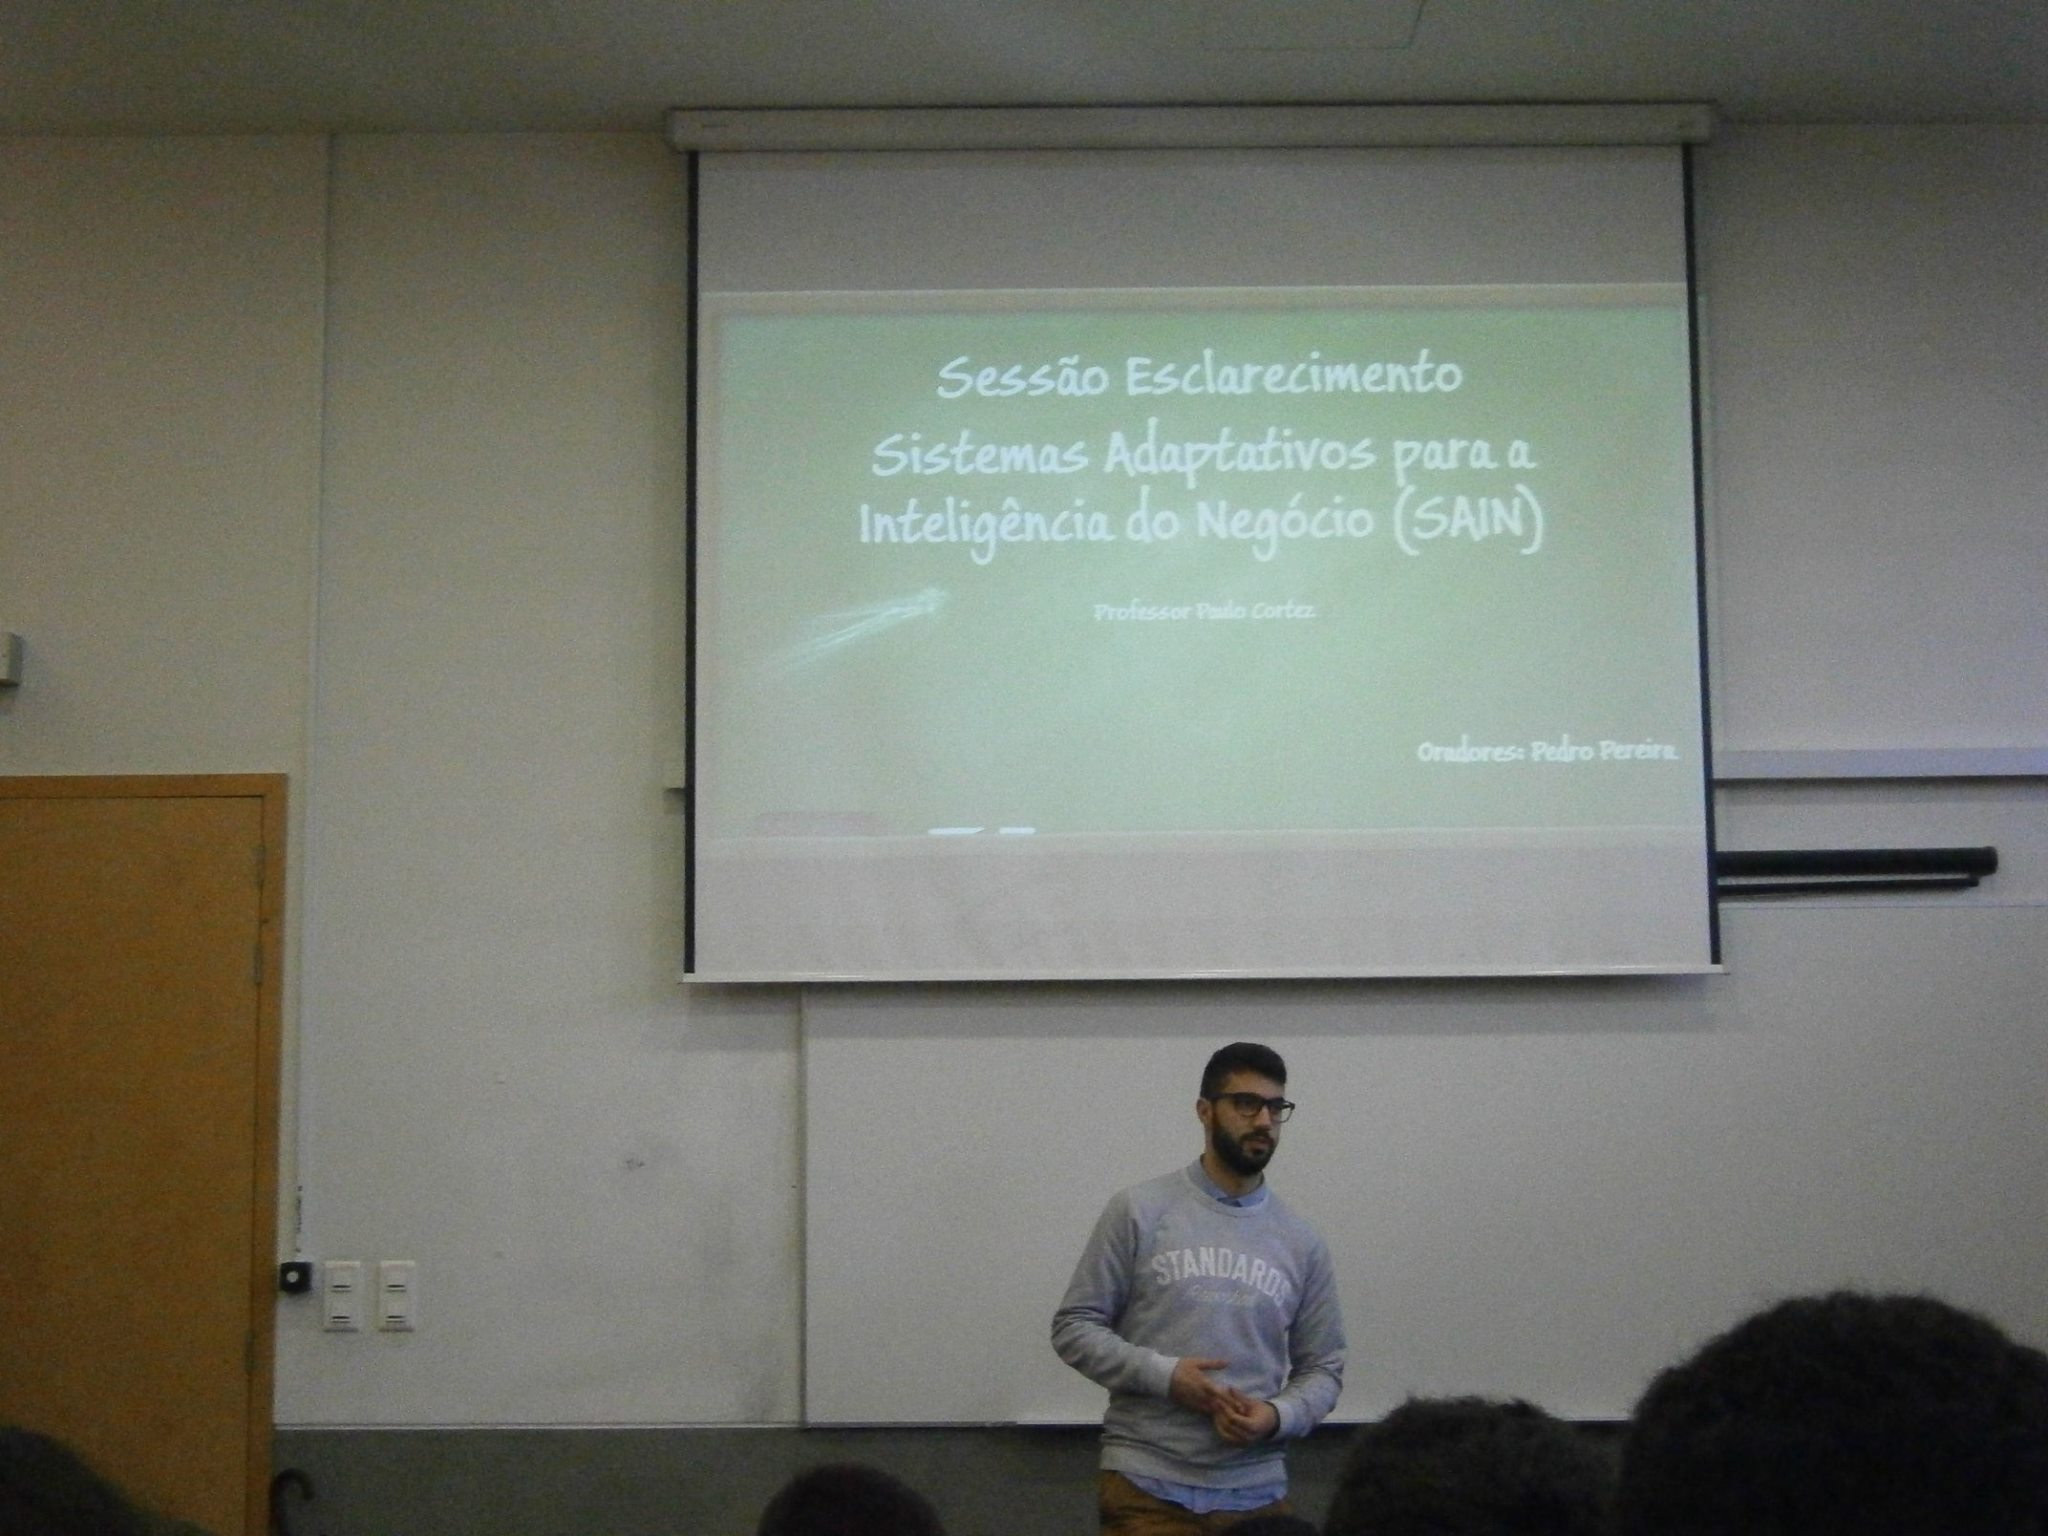 Sessão Esclarecimento
Sistemas Adaptativos para a
Inteligência do Negócio (SAIN)
Professor Paulo Cortez
Oradores: Pedro Pereira
STANDARDS